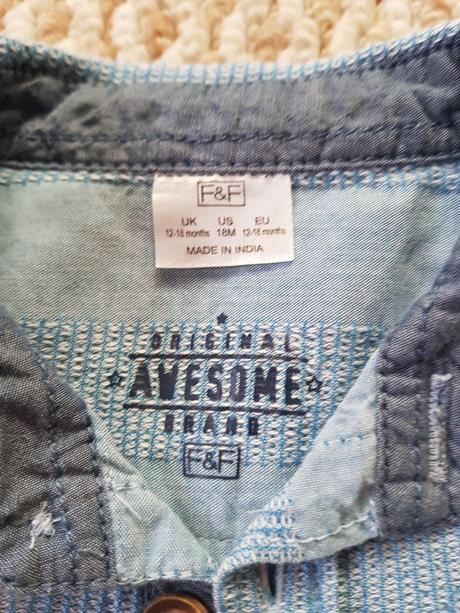 F&F
UK US EU
12-18 months 18M 12-18 months
MADE IN INDIA
ORIGINAL
AWESOME
BRAND
F&F